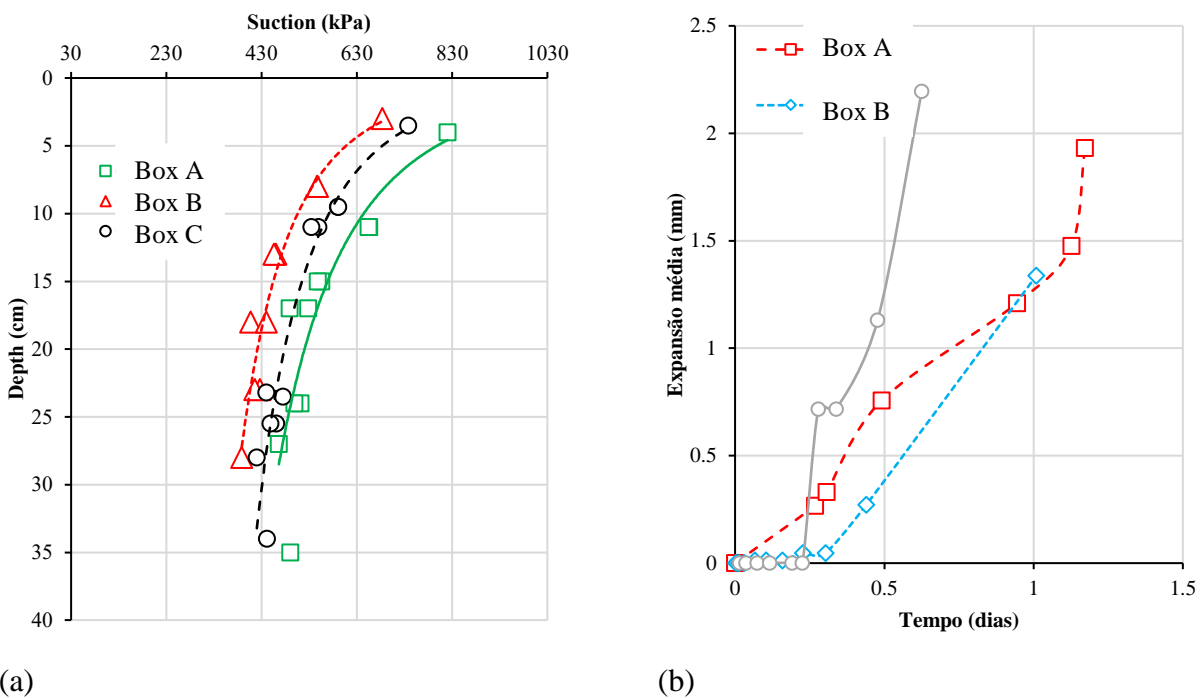 Suction (kPa)
30 230 430 630 830 1030
0
5
10
15
20
25
30
35
40
Depth (cm)
Box A
Box B
Box C
(a)
2.5
2
1.5
1
0.5
0
Expansão média (mm)
Box A
Box B
0 0.5 1 1.5
Tempo (dias)
(b)